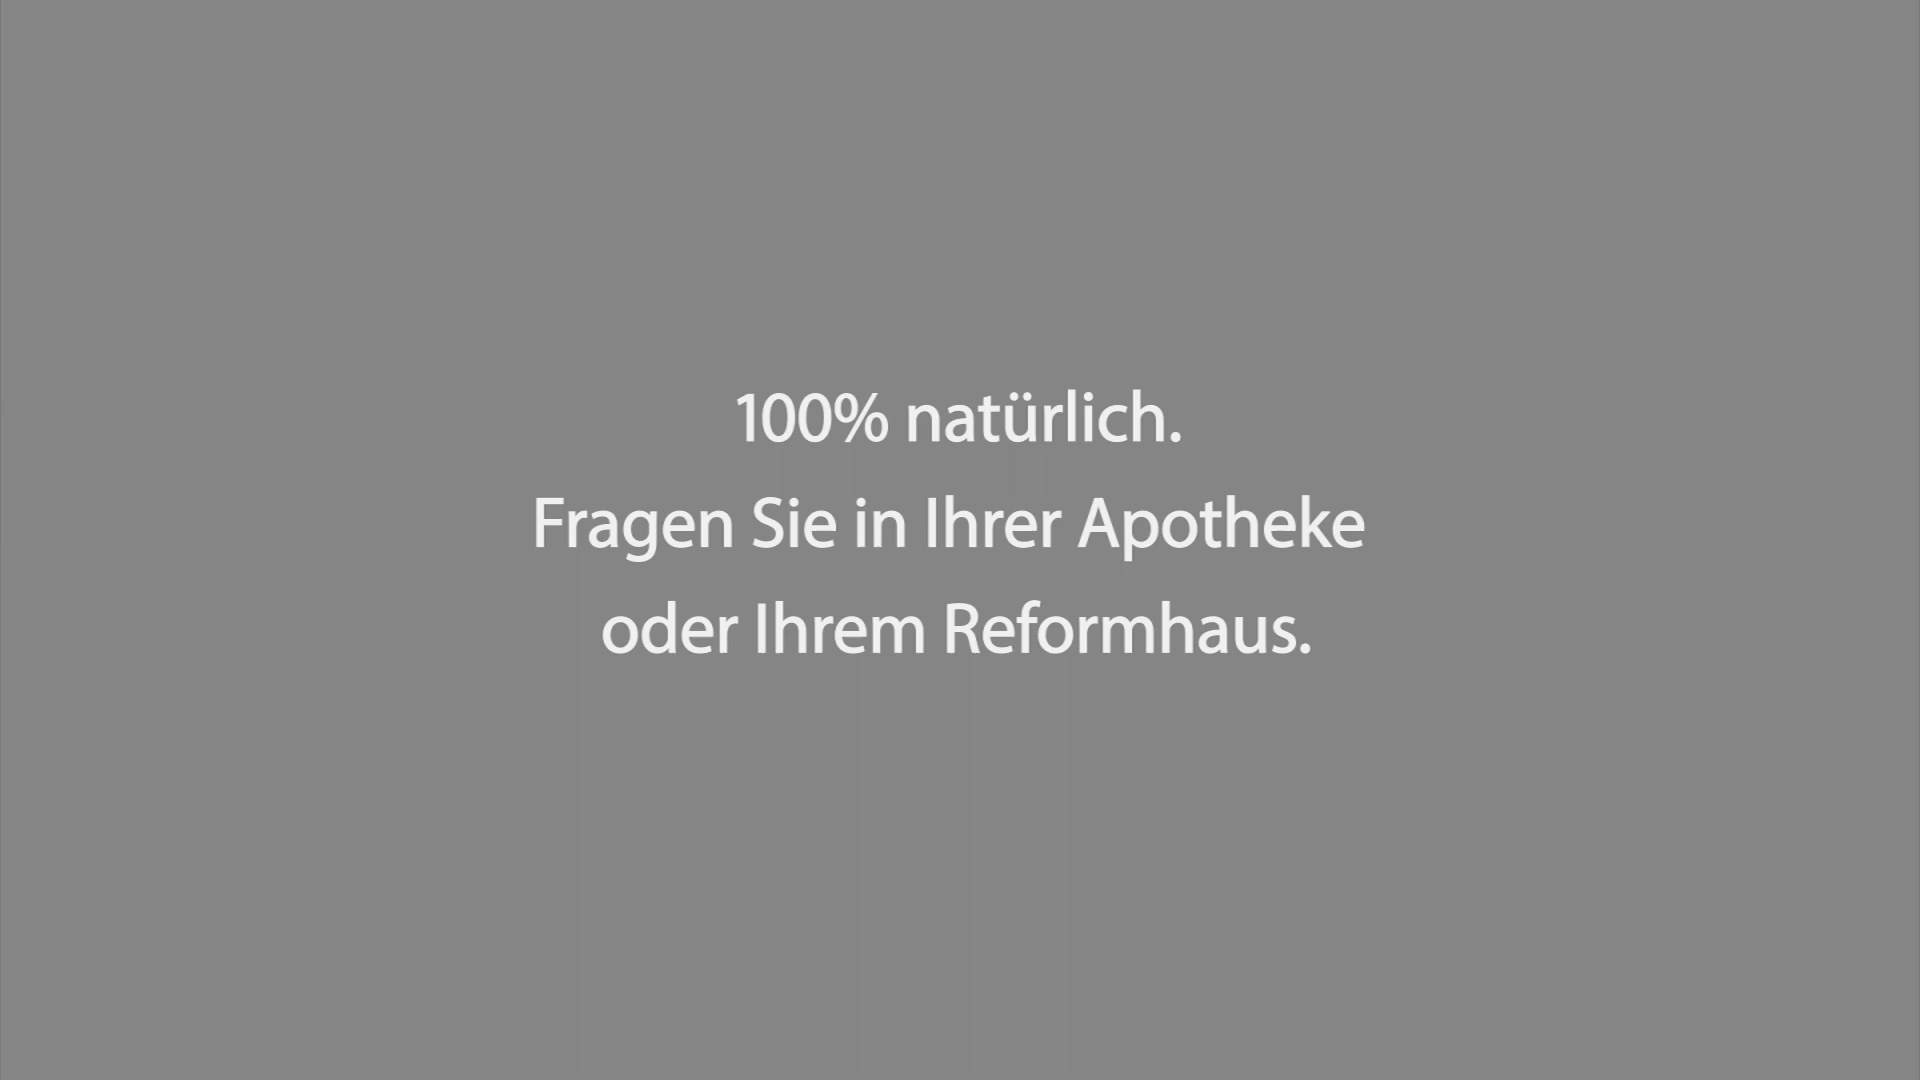 100% natürlich.
Fragen Sie in Ihrer Apotheke
oder Ihrem Reformhaus.